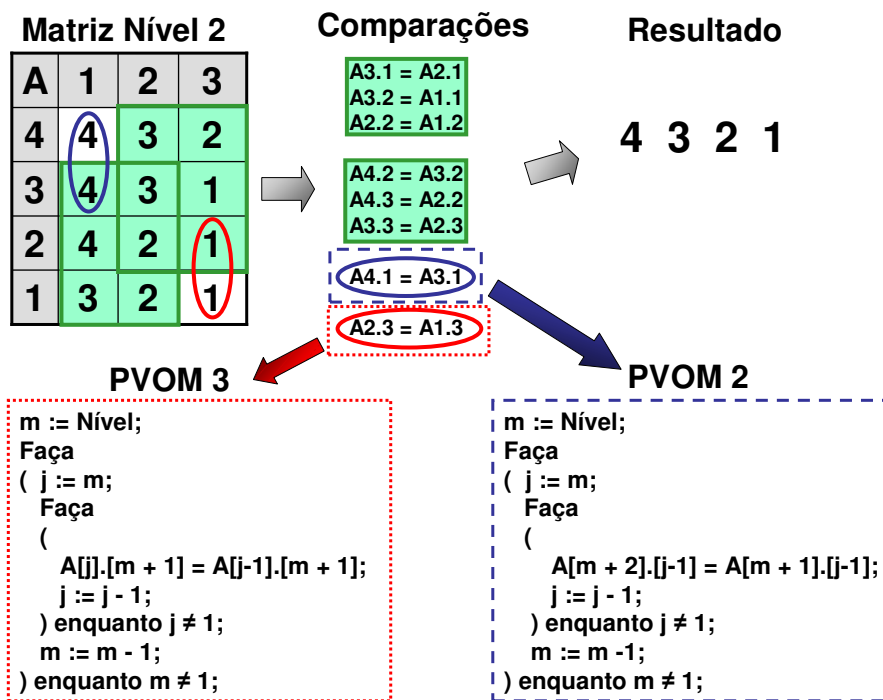 Matriz Nível 2
A 1 2 3
4 4 3 2
3 4 3 1
2 4 2 1
1 3 2 1
Comparações
A3.1 = A2.1
A3.2 = A1.1
A2.2 = A1.2
A4.2 = A3.2
A4.3 = A2.2
A3.3 = A2.3
A4.1 = A3.1
A2.3 = A1.3
Resultado
4 3 2 1
PVOM 3
m := Nível;
Faça
( j := m;
Faça
(
A[j].[m + 1] = A[j-1].[m + 1];
j := j - 1;
) enquanto j ≠ 1;
m := m - 1;
) enquanto m ≠ 1;
PVOM 2
m := Nível;
Faça
( j := m;
Faça
(
A[m + 2].[j-1] = A[m + 1].[j-1];
j := j - 1;
) enquanto j ≠ 1;
m := m -1;
) enquanto m ≠ 1;